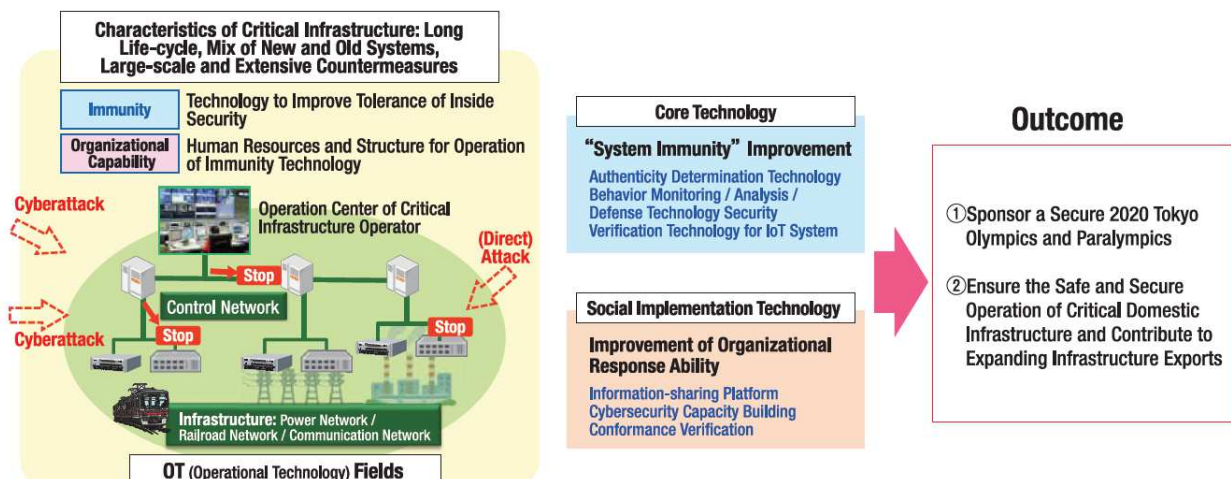 Characteristics of Critical Infrastructure: Long
Life-cycle, Mix of New and Old Systems,
Large-scale and Extensive Countermeasures
Immunity
Technology to Improve Tolerance of Inside
Security
Organizational
Capability
Human Resources and Structure for Operation
of Immunity Technology
Cyberattack
Operation Center of Critical
Infrastructure Operator
(Direct)
Attack
Stop
Control Network
Stop
Stop
Cyberattack
Infrastructure: Power Network /
Railroad Network / Communication Network
OT (Operational Technology) Fields
Core Technology
“System Immunity” Improvement
Authenticity Determination Technology
Behavior Monitoring / Analysis /
Defense Technology Security
Verification Technology for IoT System
Social Implementation Technology
Improvement of Organizational
Response Ability
Information-sharing Platform
Cybersecurity Capacity Building
Conformance Verification
Outcome
①Sponsor a Secure 2020 Tokyo
Olympics and Paralympics
②Ensure the Safe and Secure
Operation of Critical Domestic
Infrastructure and Contribute to
Expanding Infrastructure Exports